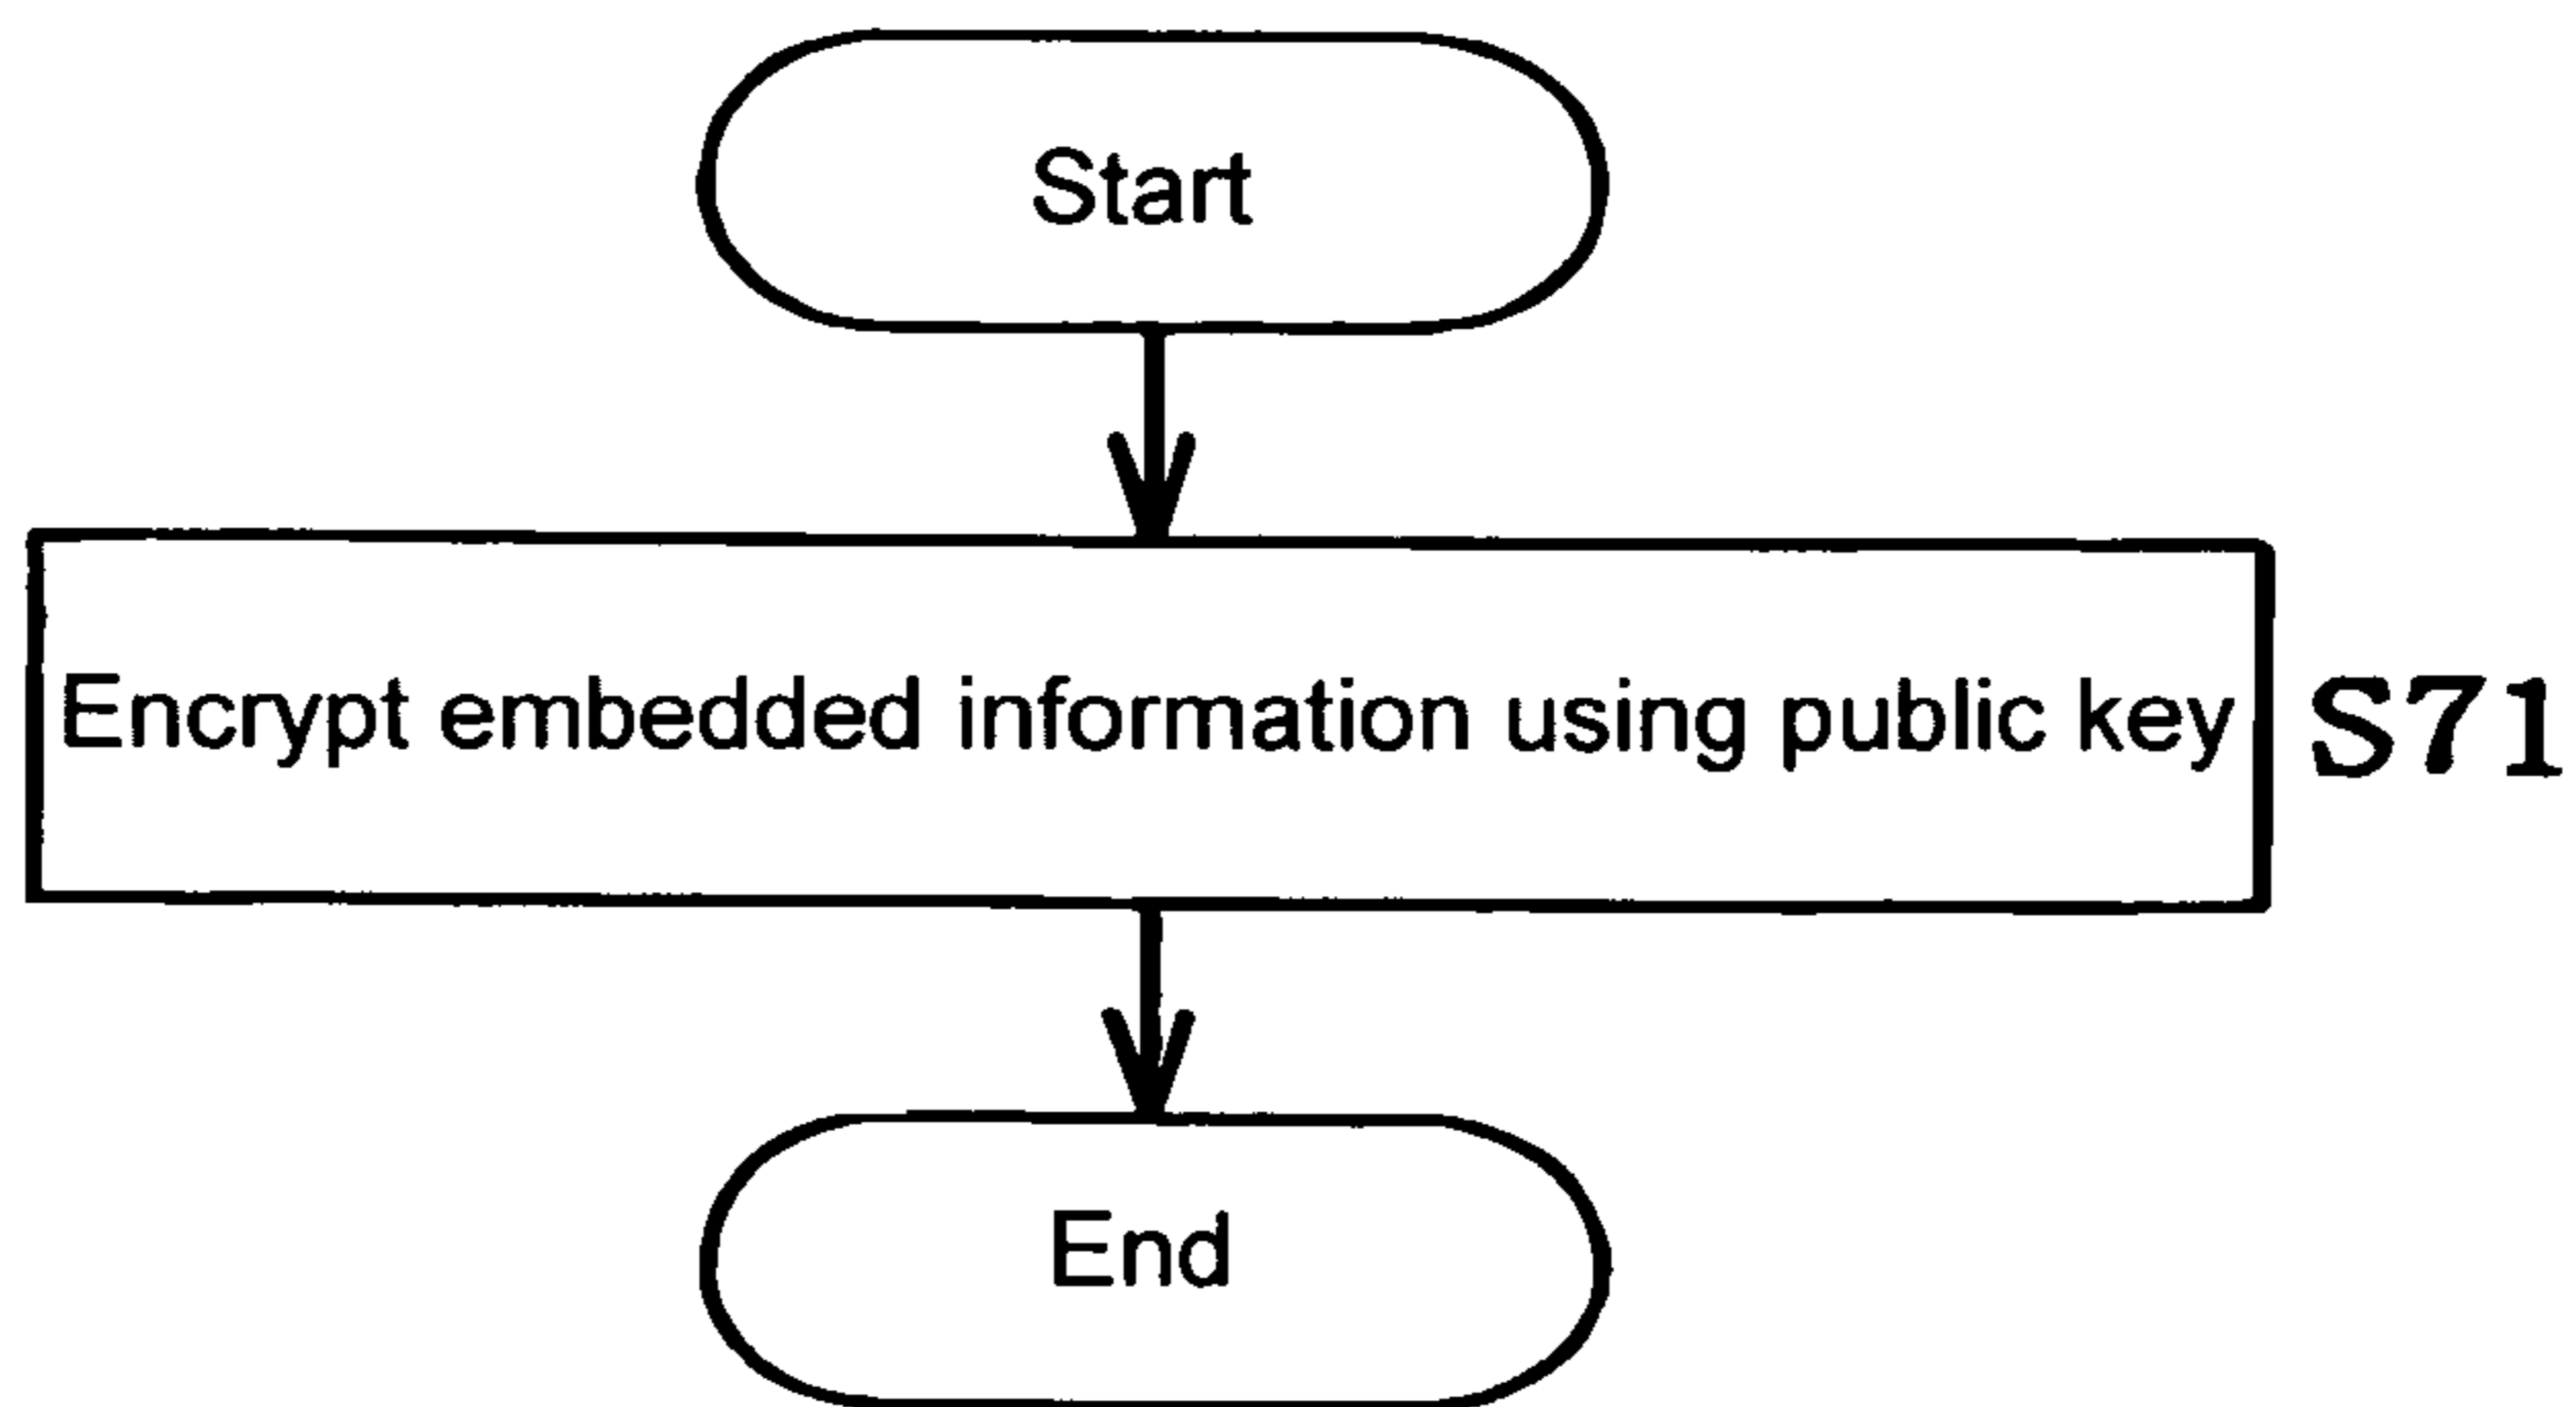 Start
Encrypt embedded information using public key S71
End